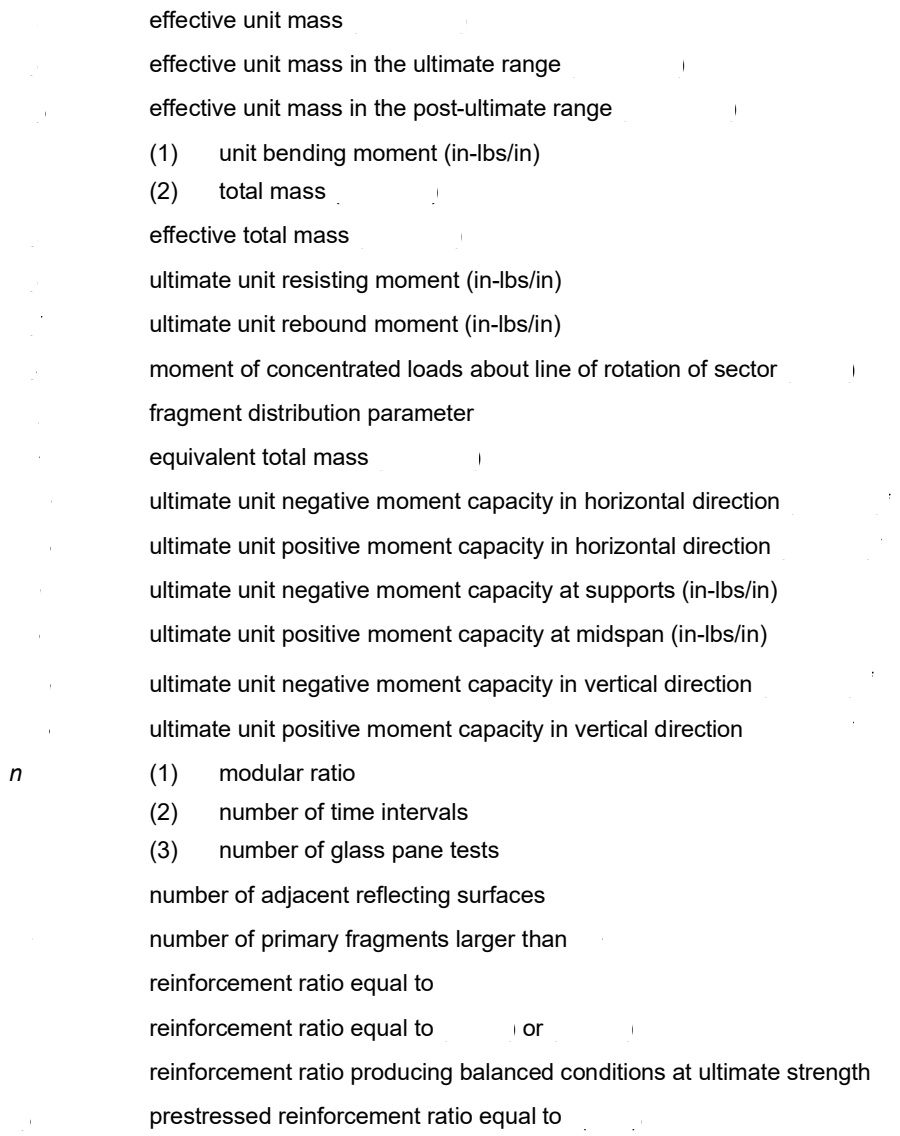 effective unit mass
effective unit mass in the ultimate range
effective unit mass in the post-ultimate range
(1) unit bending moment (in-lbs/in)
(2) total mass
effective total mass
ultimate unit resisting moment (in-lbs/in)
ultimate unit rebound moment (in-lbs/in)
moment of concentrated loads about line of rotation of sector
fragment distribution parameter
equivalent total mass
ultimate unit negative moment capacity in horizontal direction
ultimate unit positive moment capacity in horizontal direction
ultimate unit negative moment capacity at supports (in-lbs/in)
ultimate unit positive moment capacity at midspan (in-lbs/in)
ultimate unit negative moment capacity in vertical direction
ultimate unit positive moment capacity in vertical direction
n (1) modular ratio
(2) number of time intervals
(3) number of glass pane tests
number of adjacent reflecting surfaces
number of primary fragments larger than
reinforcement ratio equal to
reinforcement ratio equal to or
reinforcement ratio producing balanced conditions at ultimate strength
prestressed reinforcement ratio equal to